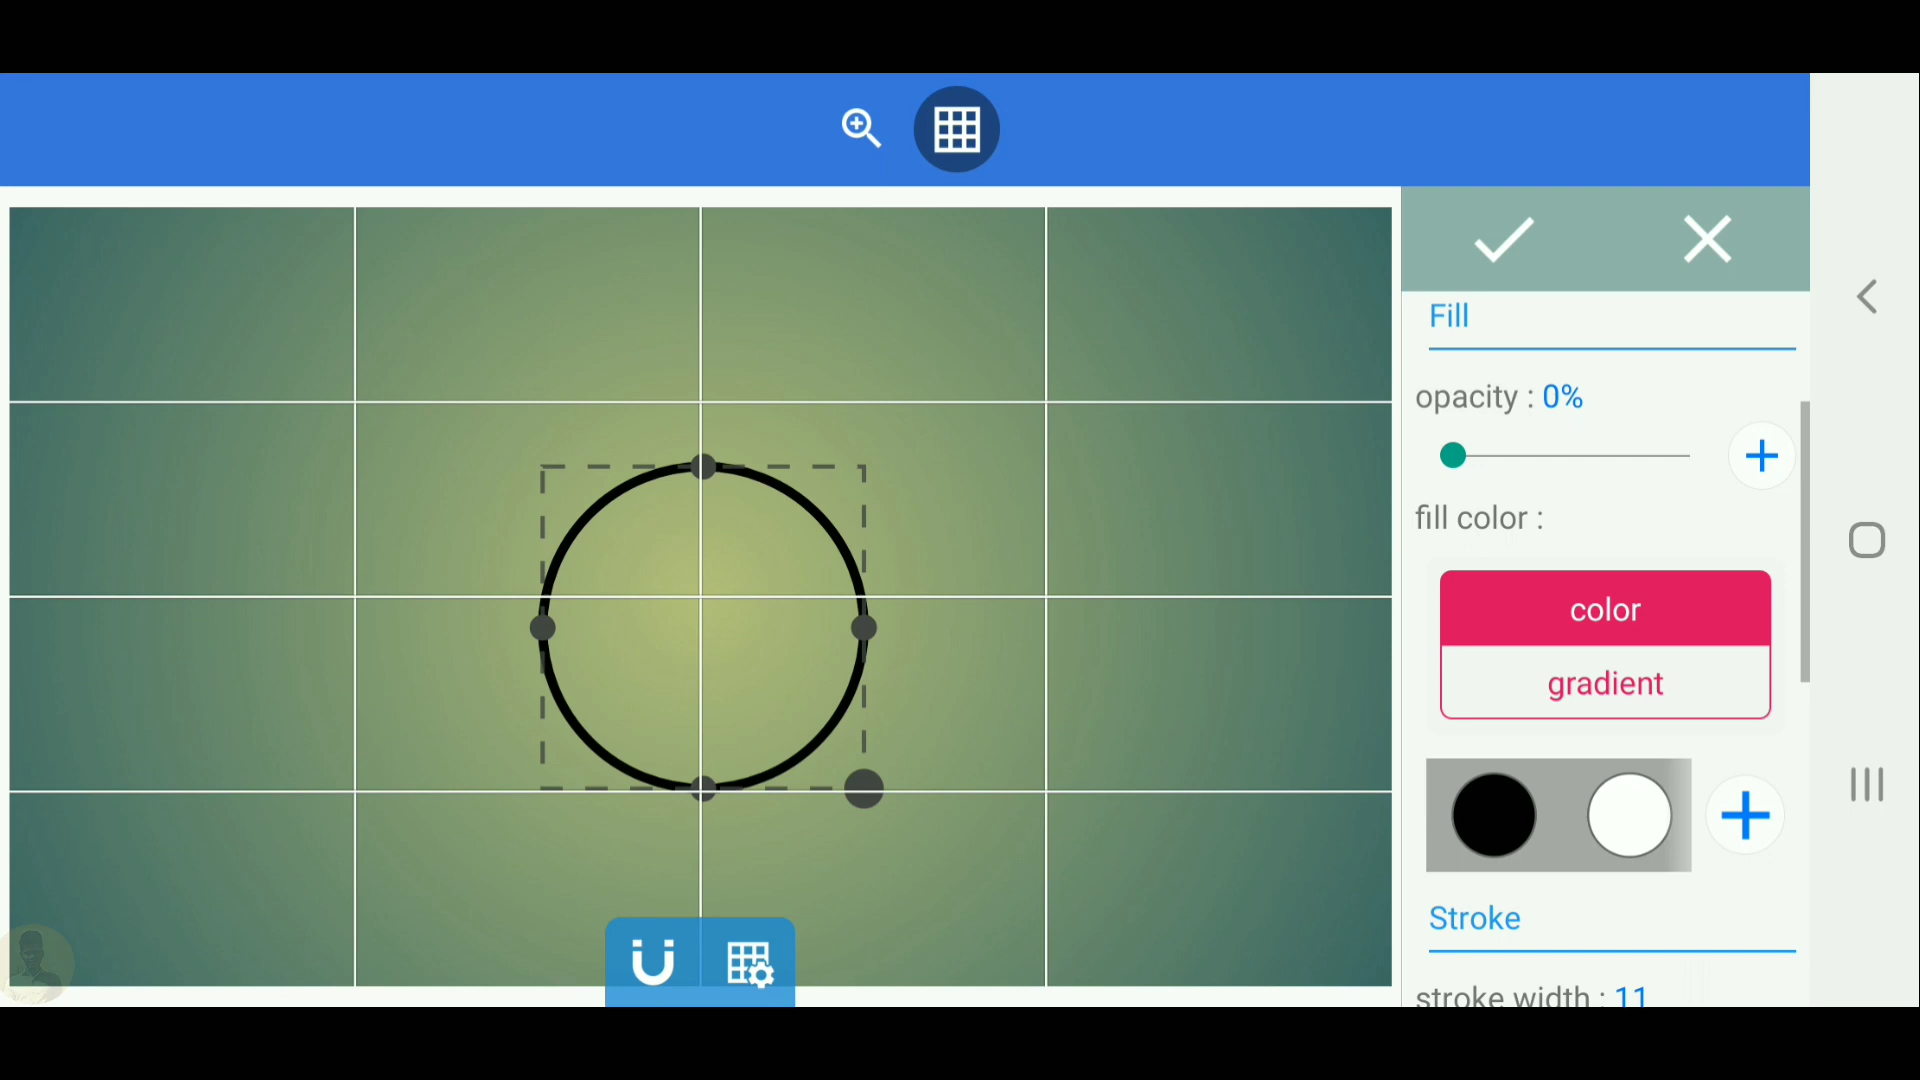 Fill
opacity : 0%
fill color :
color
gradient
Stroke
stroke width : 11